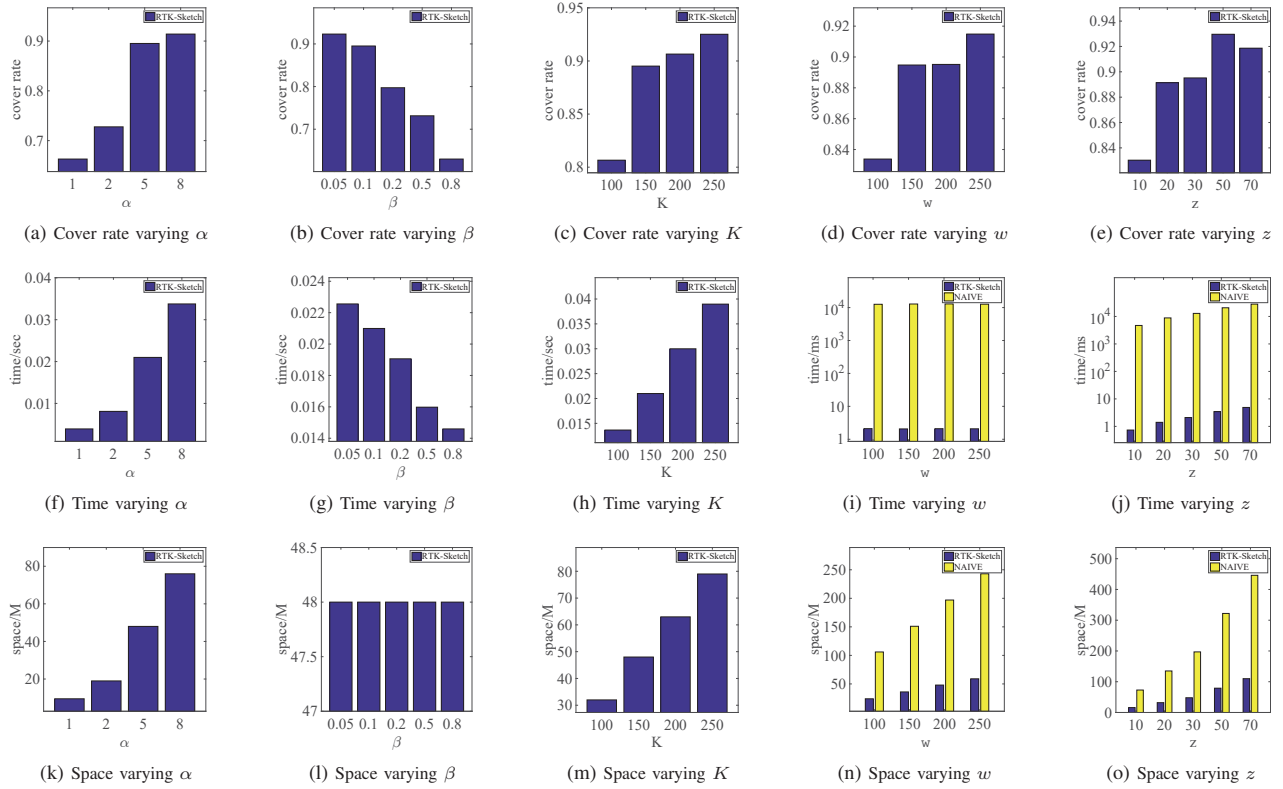 RTK-Sketch
0.9
0.8
0.7
cover rate
1 2 5 8
α
(a) Cover rate varying α
RTK-Sketch
0.9
0.8
0.7
cover rate
0.05 0.1 0.2 0.5 0.8
β
(b) Cover rate varying β
RTK-Sketch
0.95
0.9
0.85
0.8
cover rate
100 150 200 250
K
(c) Cover rate varying K
RTK-Sketch
0.92
0.9
0.88
0.86
0.84
cover rate
100 150 200 250
w
(d) Cover rate varying w
RTK-Sketch
0.94
0.92
0.9
0.88
0.86
0.84
cover rate
10 20 30 50 70
z
(e) Cover rate varying z
RTK-Sketch
0.04
0.03
0.02
0.01
time/sec
1 2 5 8
α
(f) Time varying α
RTK-Sketch
0.024
0.022
0.02
0.018
0.016
0.014
time/sec
0.05 0.1 0.2 0.5 0.8
β
(g) Time varying β
RTK-Sketch
0.04
0.035
0.03
0.025
0.02
0.015
time/sec
100 150 200 250
K
(h) Time varying K
RTK-Sketch
NAIVE
10⁴
10³
10²
10¹
1
time/ms
100 150 200 250
w
(i) Time varying w
RTK-Sketch
NAIVE
10⁴
10³
10²
10¹
1
time/ms
10 20 30 50 70
z
(j) Time varying z
RTK-Sketch
80
60
40
20
space/M
1 2 5 8
α
(k) Space varying α
RTK-Sketch
48.5
48
47.5
47
space/M
0.05 0.1 0.2 0.5 0.8
β
(l) Space varying β
RTK-Sketch
80
70
60
50
40
30
space/M
100 150 200 250
K
(m) Space varying K
RTK-Sketch
NAIVE
250
200
150
100
50
space/M
100 150 200 250
w
(n) Space varying w
RTK-Sketch
NAIVE
500
400
300
200
100
0
space/M
10 20 30 50 70
z
(o) Space varying z